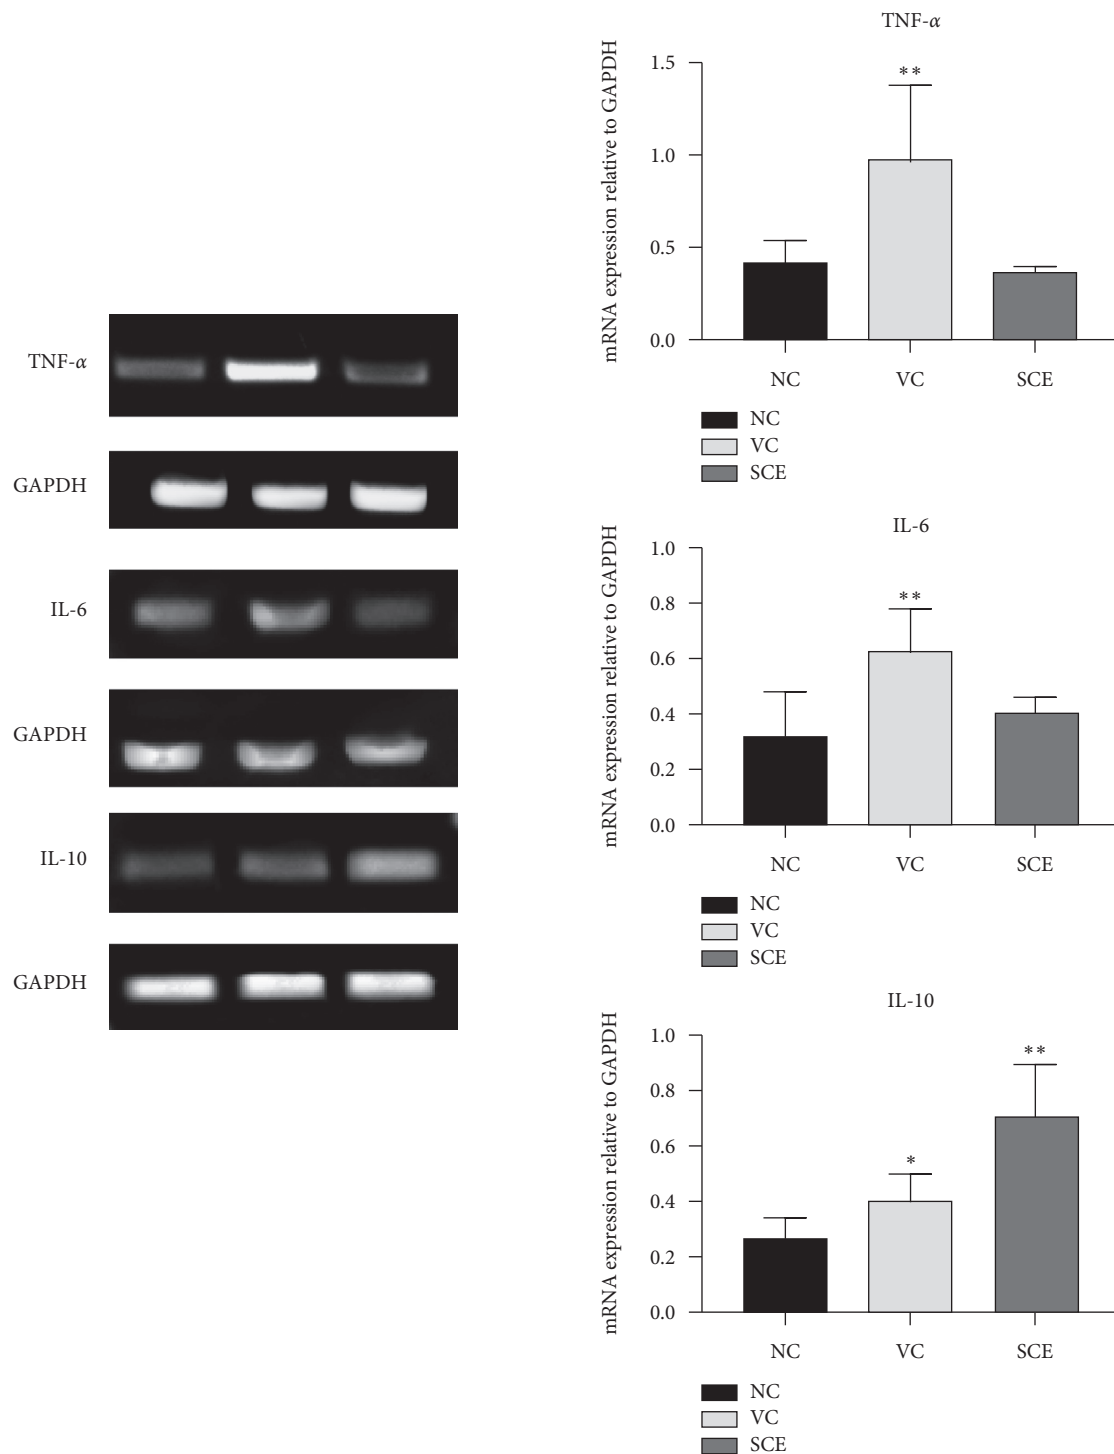 TNF-α
GAPDH
IL-6
GAPDH
IL-10
GAPDH
TNF-α
mRNA expression relative to GAPDH
1.5
**
1.0
0.5
0.0
NC VC SCE
NC
VC
SCE
IL-6
mRNA expression relative to GAPDH
1.0
0.8
**
0.6
0.4
0.2
0.0
NC VC SCE
NC
VC
SCE
IL-10
mRNA expression relative to GAPDH
1.0
**
0.8
0.6
*
0.4
0.2
0.0
NC VC SCE
NC
VC
SCE